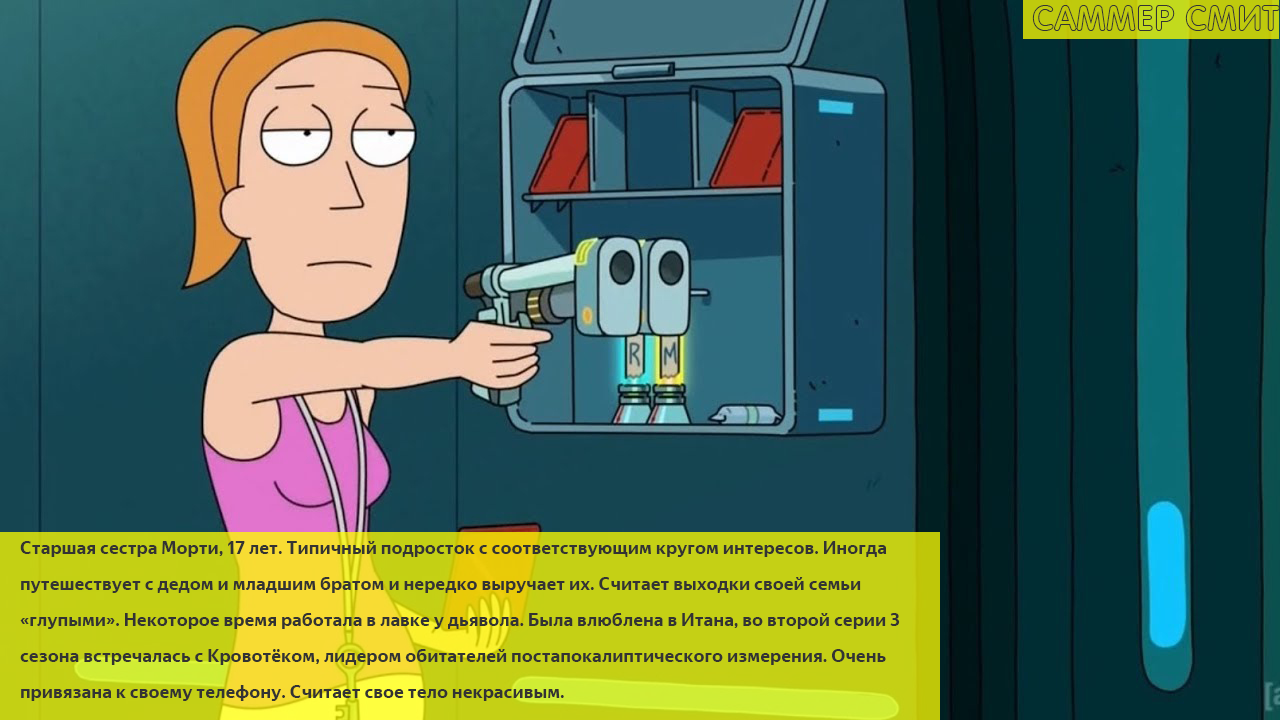 САММЕР СМИТ
R M
Старшая сестра Морти, 17 лет. Типичный подросток с соответствующим кругом интересов. Иногда
путешествует с дедом и младшим братом и нередко выручает их. Считает выходки своей семьи
«глупыми». Некоторое время работала в лавке у дьявола. Была влюблена в Итана, во второй серии 3
сезона встречалась с Кровотёком, лидером обитателей постапокалиптического измерения. Очень
привязана к своему телефону. Считает свое тело некрасивым.